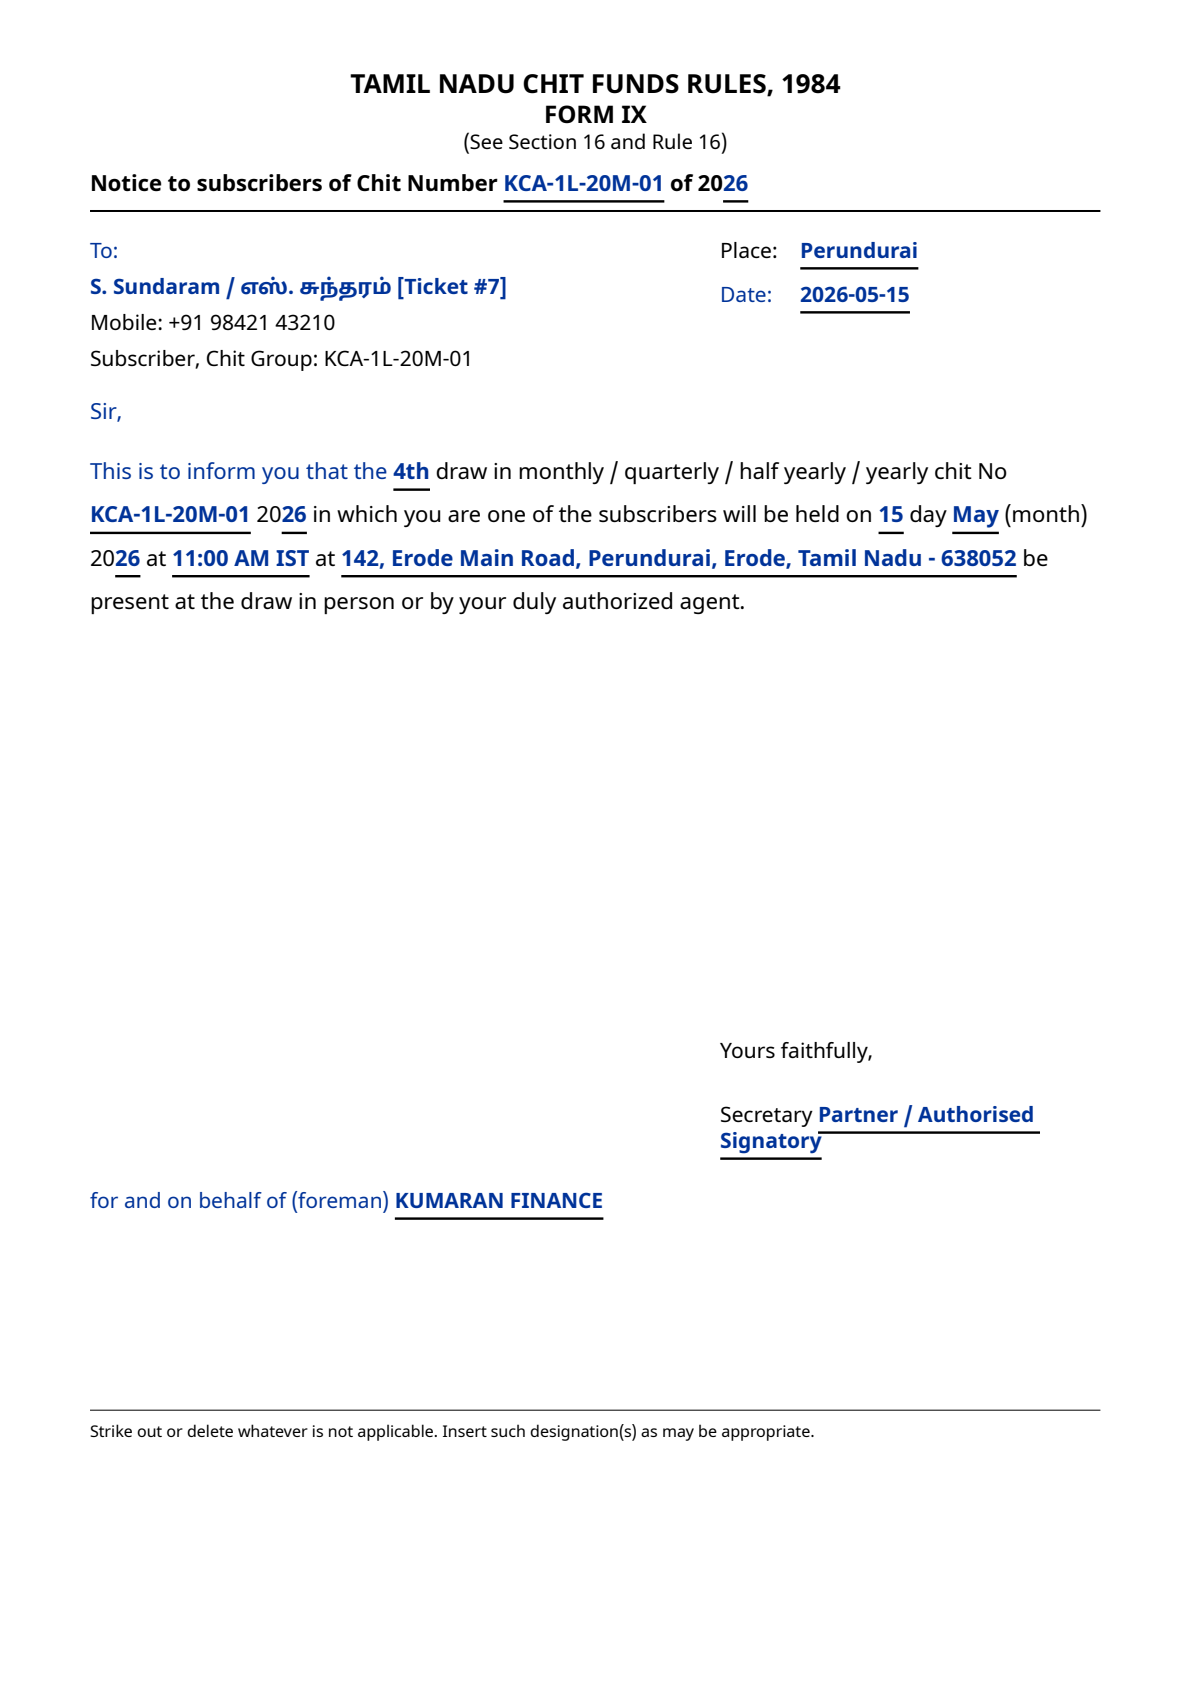 TAMIL NADU CHIT FUNDS RULES, 1984
FORM IX
(See Section 16 and Rule 16)
Notice to subscribers of Chit Number KCA-1L-20M-01 of 2026
To:
S. Sundaram / எஸ். சுந்தரம் [Ticket #7]
Mobile: +91 98421 43210
Subscriber, Chit Group: KCA-1L-20M-01
Place: Perundurai
Date: 2026-05-15
Sir,
This is to inform you that the 4th draw in monthly / quarterly / half yearly / yearly chit No
KCA-1L-20M-01 2026 in which you are one of the subscribers will be held on 15 day May (month)
2026 at 11:00 AM IST at 142, Erode Main Road, Perundurai, Erode, Tamil Nadu - 638052 be
present at the draw in person or by your duly authorized agent.
Yours faithfully,
Secretary Partner / Authorised
Signatory
for and on behalf of (foreman) KUMARAN FINANCE
Strike out or delete whatever is not applicable. Insert such designation(s) as may be appropriate.